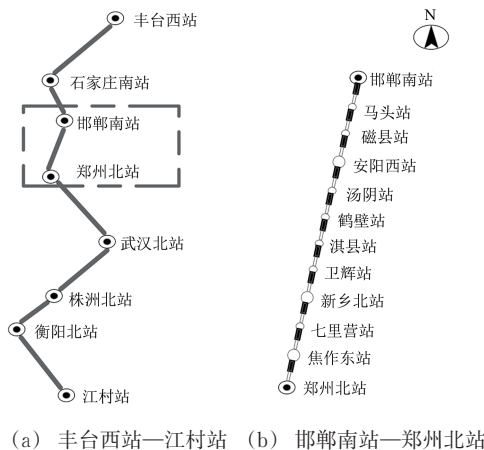 丰台西站
石家庄南站
邯郸南站
郑州北站
武汉北站
株洲北站
衡阳北站
江村站
(a) 丰台西站—江村站
N
邯郸南站
马头站
磁县站
安阳西站
汤阴站
鹤壁站
淇县站
卫辉站
新乡北站
七里营站
焦作东站
郑州北站
(b) 邯郸南站—郑州北站